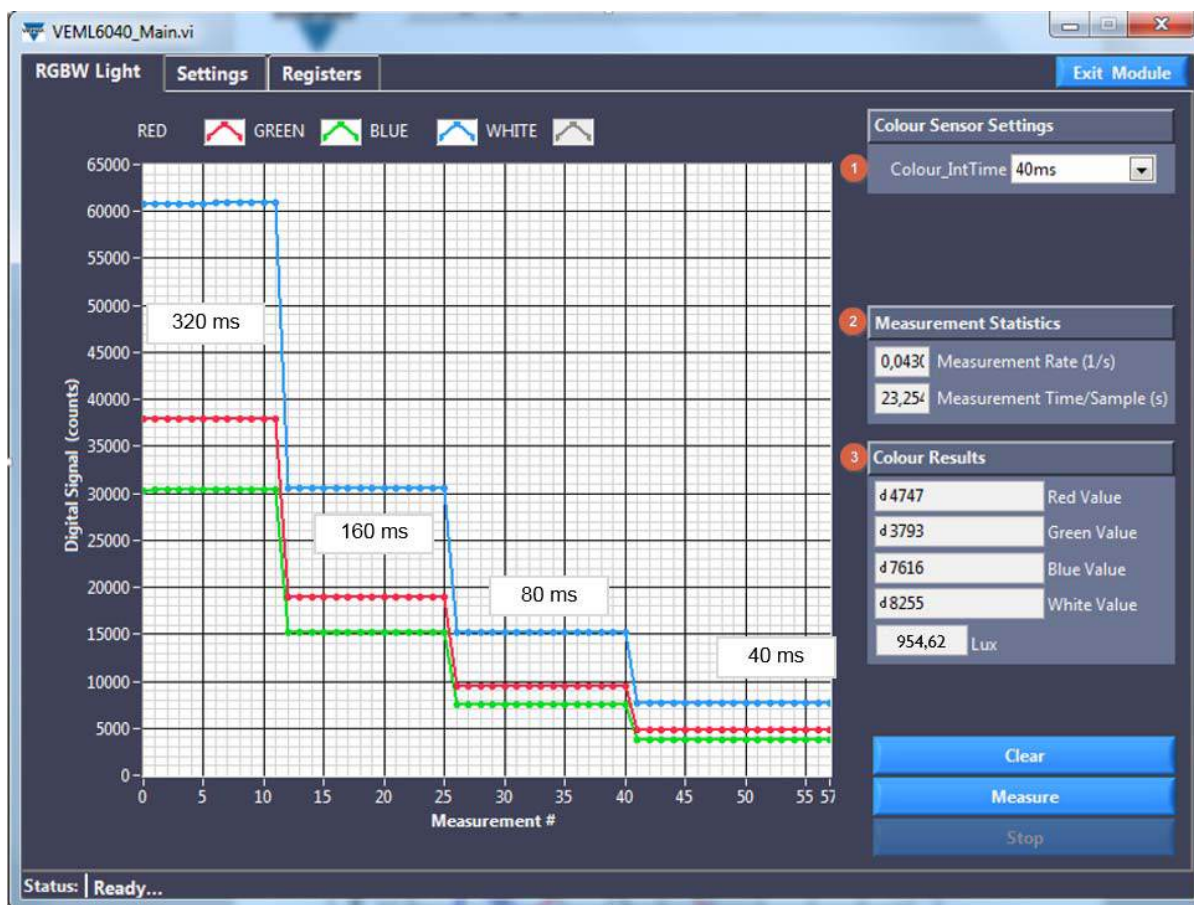 VEML6040_Main.vi
RGBW Light Settings Registers Exit Module
RED GREEN BLUE WHITE
Colour Sensor Settings
1 Colour_IntTime 40ms
65000
60000
55000
50000
45000
40000
35000
30000
25000
20000
15000
10000
5000
0
Digital Signal (counts)
320 ms
160 ms
80 ms
40 ms
0 5 10 15 20 25 30 35 40 45 50 55 57
Measurement #
2 Measurement Statistics
0,043 Measurement Rate (1/s)
23,254 Measurement Time/Sample (s)
3 Colour Results
d 4747 Red Value
d 3793 Green Value
d 7616 Blue Value
d 8255 White Value
954,62 Lux
Clear
Measure
Stop
Status: Ready...